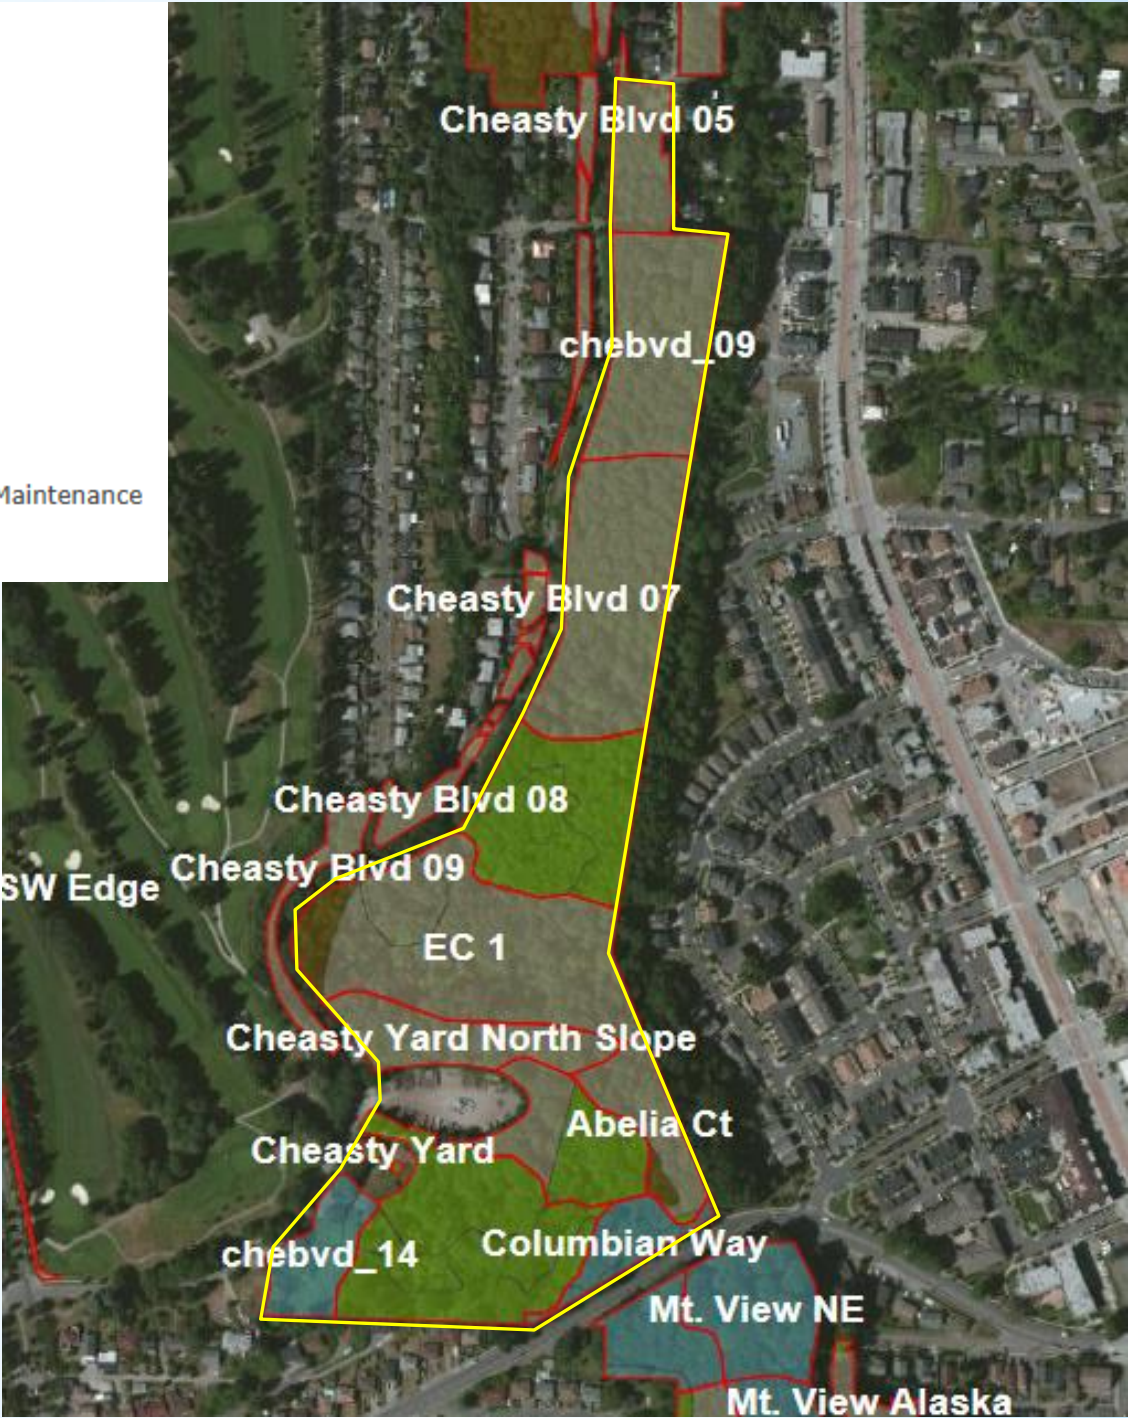 Cheasty Blvd 05
chebvd_09
Maintenance
Cheasty Blvd 07
Cheasty Blvd 08
Cheasty Blvd 09
SW Edge
EC 1
Cheasty Yard North Slope
Abelia Ct
Cheasty Yard
Columbian Way
chebvd_14
Mt. View NE
Mt. View Alaska